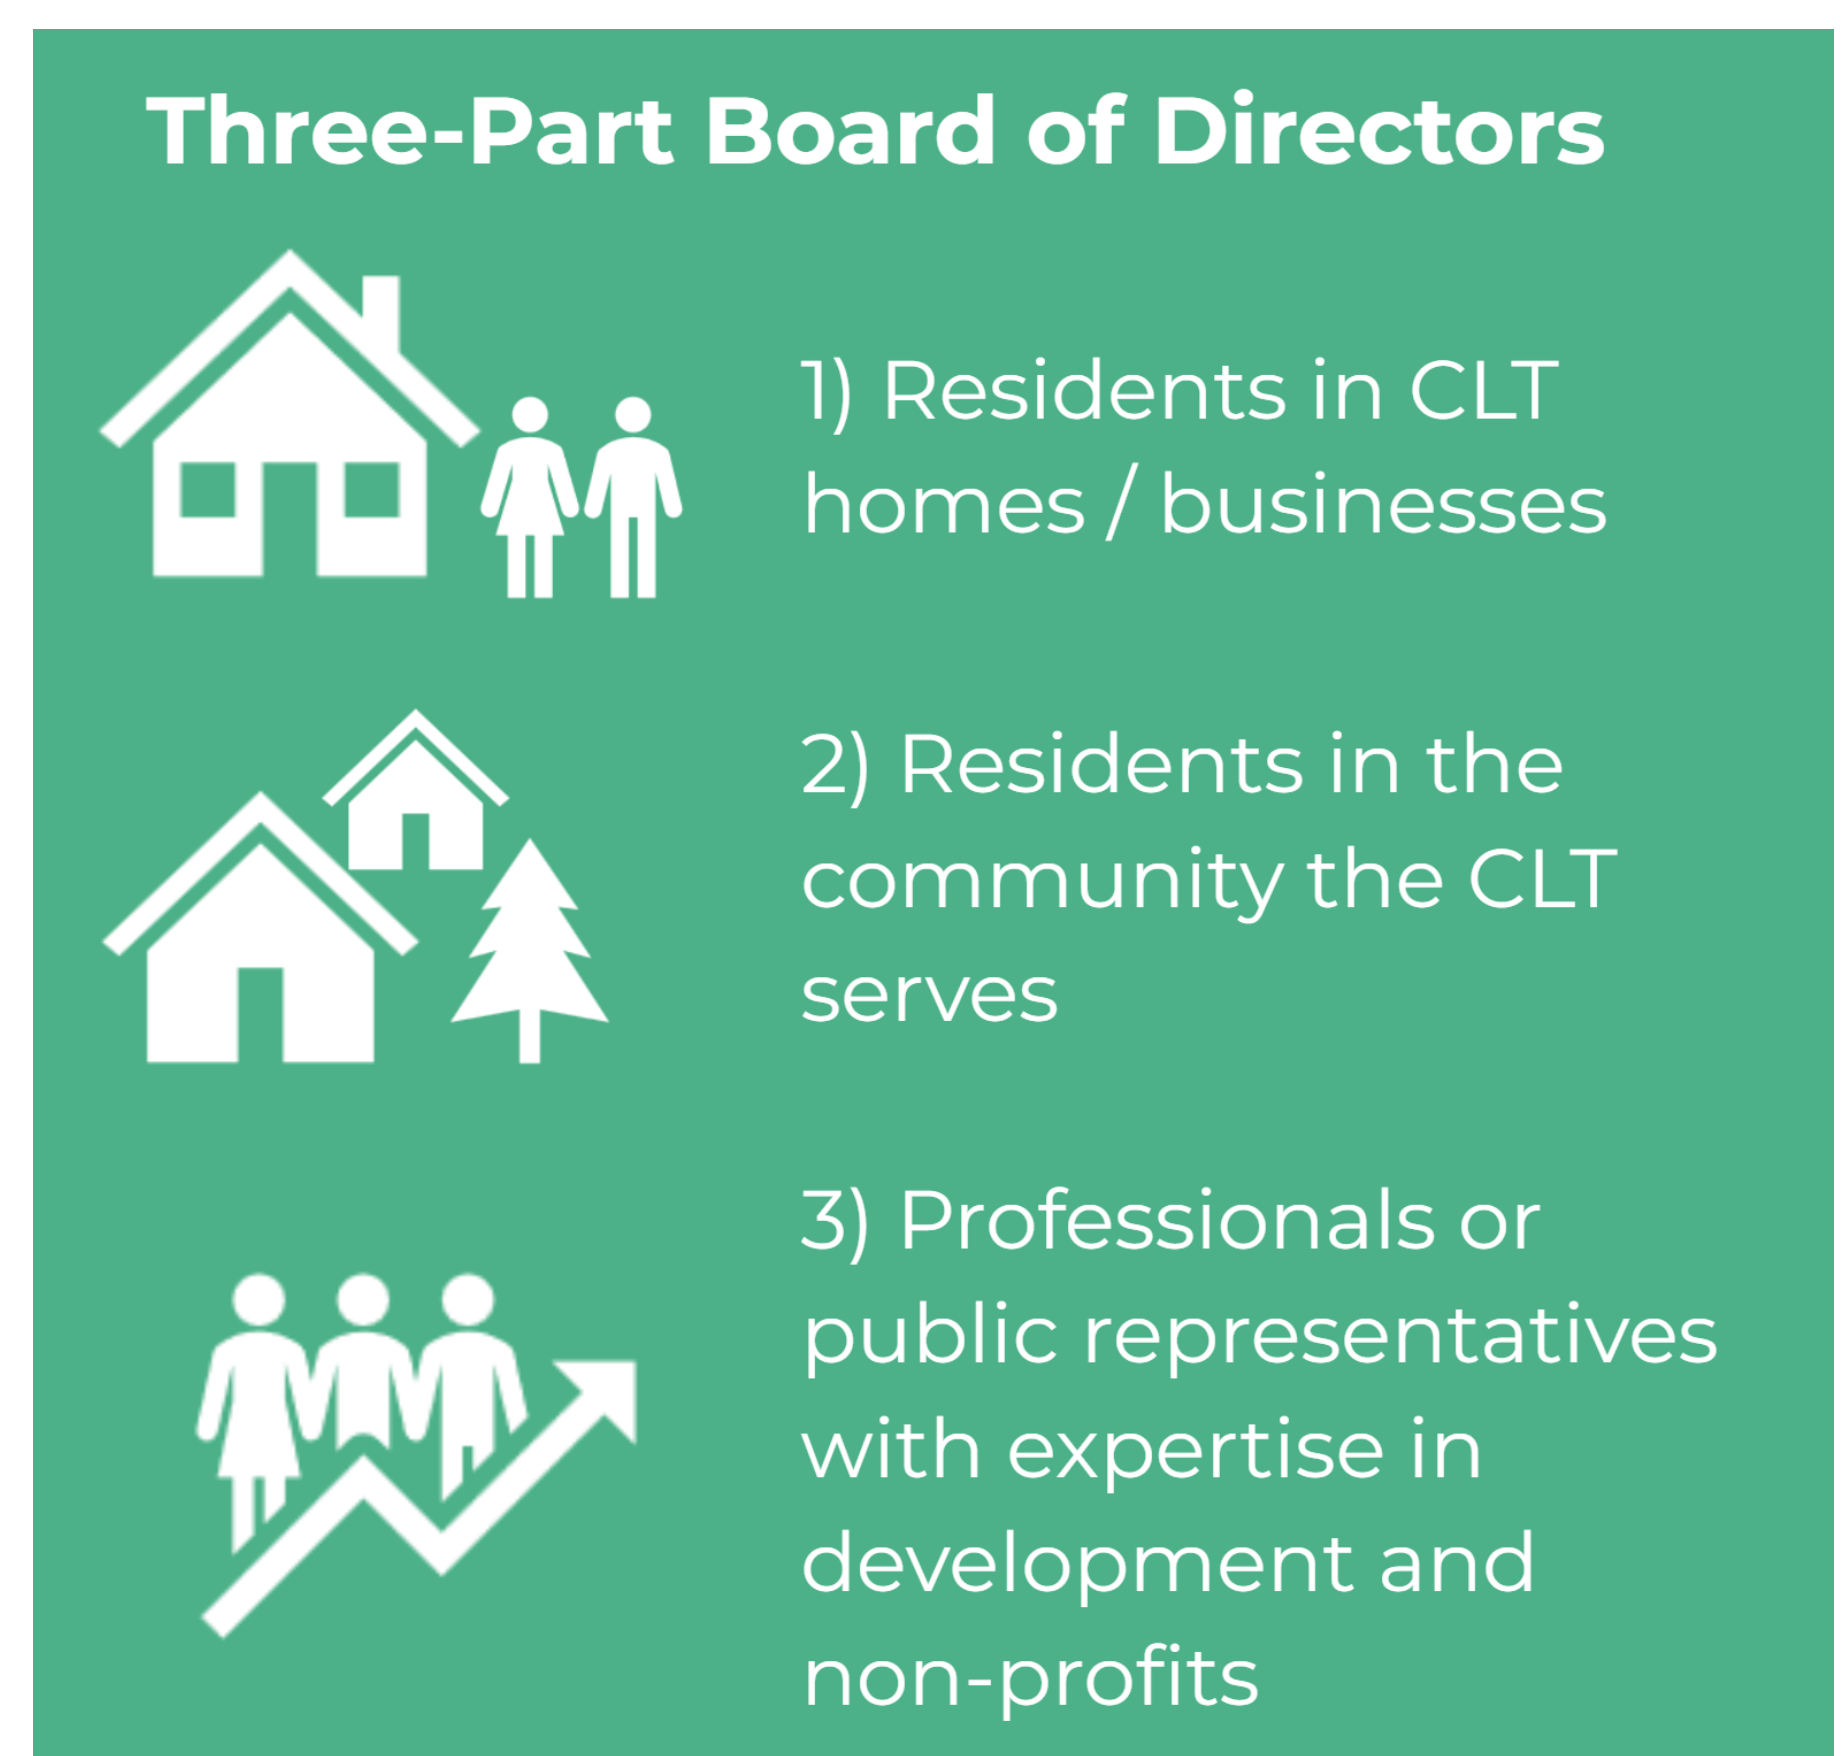 Three-Part Board of Directors
1) Residents in CLT
homes / businesses
2) Residents in the
community the CLT
serves
3) Professionals or
public representatives
with expertise in
development and
non-profits